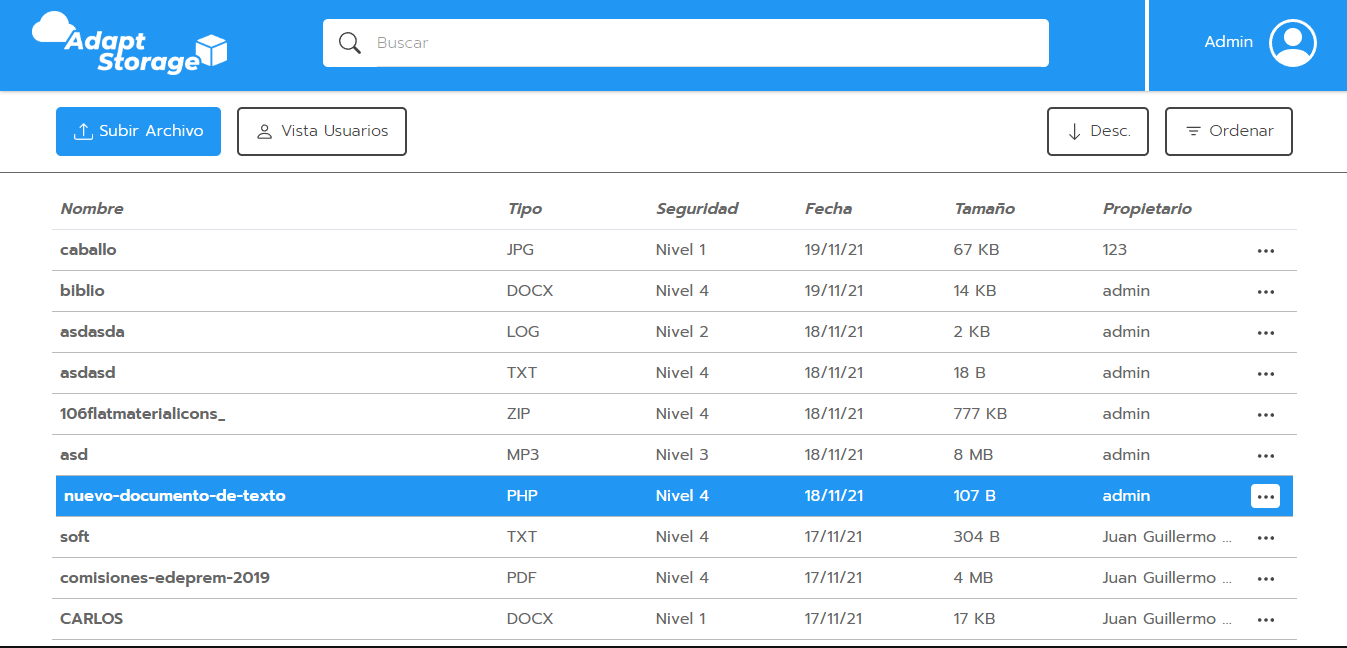 Adapt
Storage
Buscar
Admin
Subir Archivo
Vista Usuarios
Desc.
Ordenar
Nombre Tipo Seguridad Fecha Tamaño Propietario
caballo JPG Nivel 1 19/11/21 67 KB 123
biblio DOCX Nivel 4 19/11/21 14 KB admin
asdasda LOG Nivel 2 18/11/21 2 KB admin
asdasd TXT Nivel 4 18/11/21 18 B admin
106flatmaterialicons_ ZIP Nivel 4 18/11/21 777 KB admin
asd MP3 Nivel 3 18/11/21 8 MB admin
nuevo-documento-de-texto PHP Nivel 4 18/11/21 107 B admin
soft TXT Nivel 4 17/11/21 304 B Juan Guillermo ...
comisiones-edeprem-2019 PDF Nivel 4 17/11/21 4 MB Juan Guillermo ...
CARLOS DOCX Nivel 1 17/11/21 17 KB Juan Guillermo ...